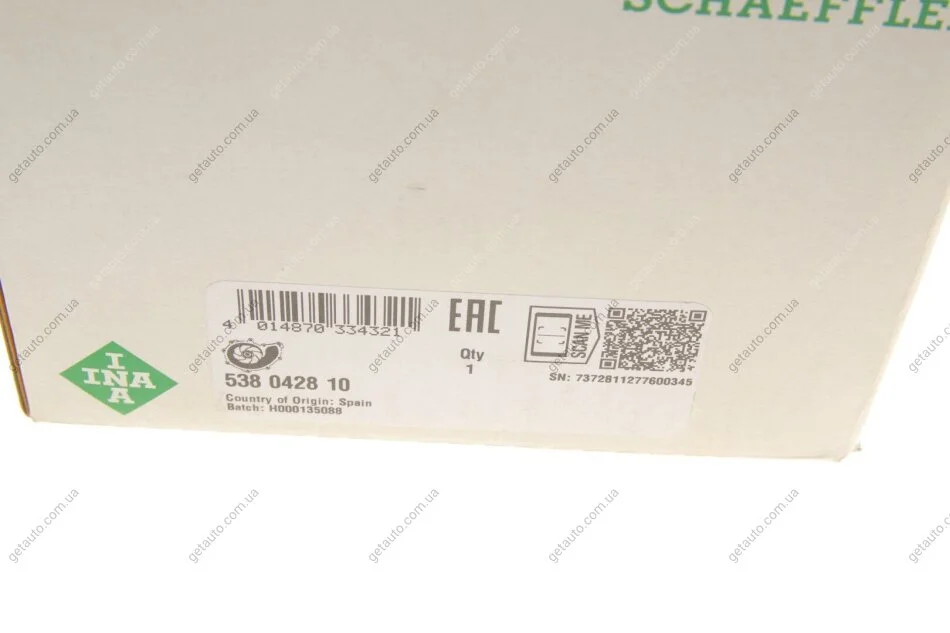 SCHAEFFLE
4 014870 334321
EAC
SCAN ME
Qty
1
538 0428 10
SN: 7372811277600345
Country of Origin: Spain
Batch: H000135088
I
INA
A
getauto.com.ua